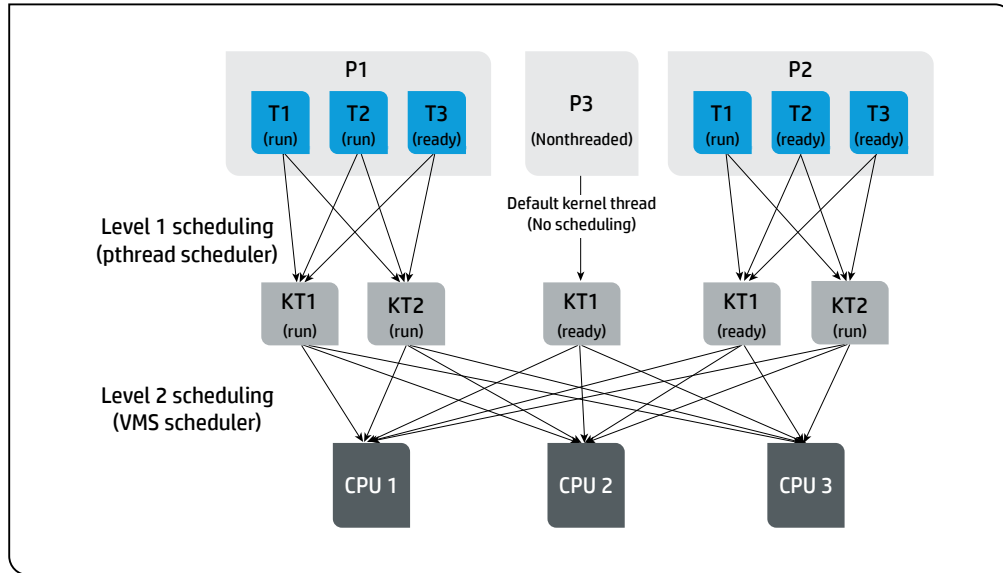 P1
T1
(run)
T2
(run)
T3
(ready)
P3
(Nonthreaded)
P2
T1
(run)
T2
(ready)
T3
(ready)
Default kernel thread
(No scheduling)
Level 1 scheduling
(pthread scheduler)
KT1
(run)
KT2
(run)
KT1
(ready)
KT1
(ready)
KT2
(run)
Level 2 scheduling
(VMS scheduler)
CPU 1
CPU 2
CPU 3